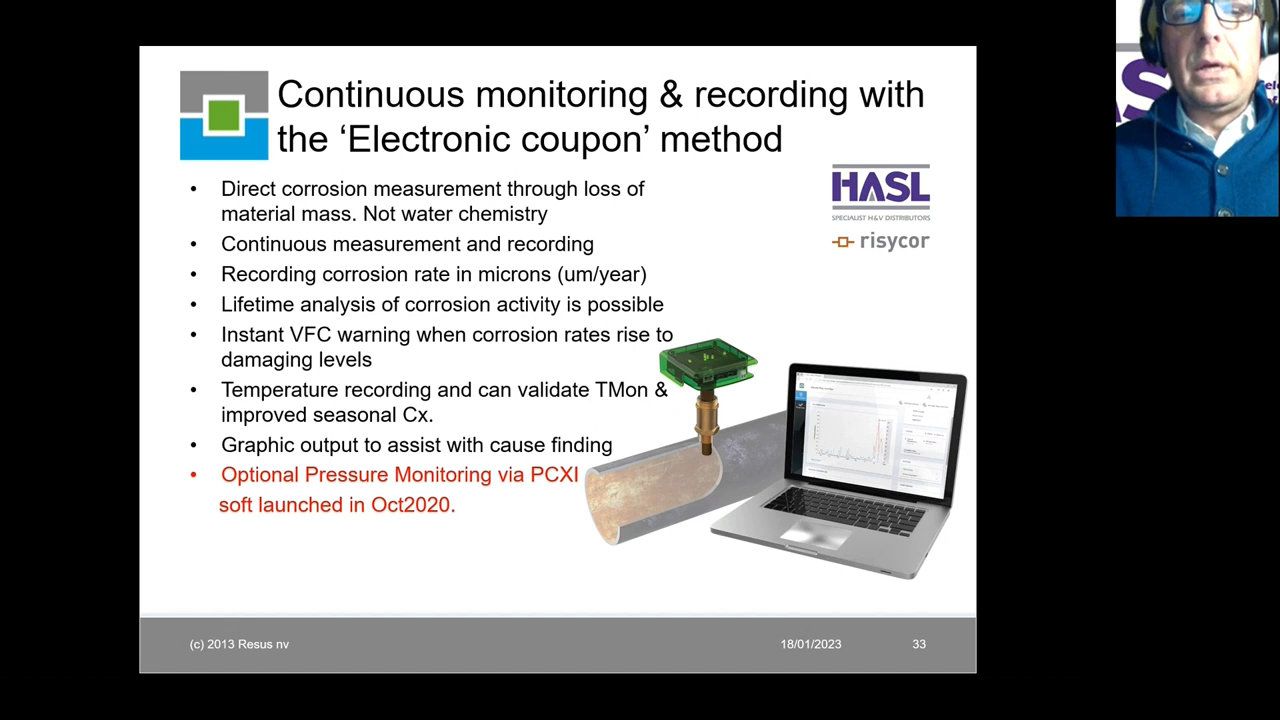 Continuous monitoring & recording with
the ‘Electronic coupon’ method
• Direct corrosion measurement through loss of
material mass. Not water chemistry
• Continuous measurement and recording
• Recording corrosion rate in microns (um/year)
• Lifetime analysis of corrosion activity is possible
• Instant VFC warning when corrosion rates rise to
damaging levels
• Temperature recording and can validate TMon &
improved seasonal Cx.
• Graphic output to assist with cause finding
• Optional Pressure Monitoring via PCXI
soft launched in Oct2020.
HASL
SPECIALIST H&V DISTRIBUTORS
risycor
(c) 2013 Resus nv
18/01/2023
33